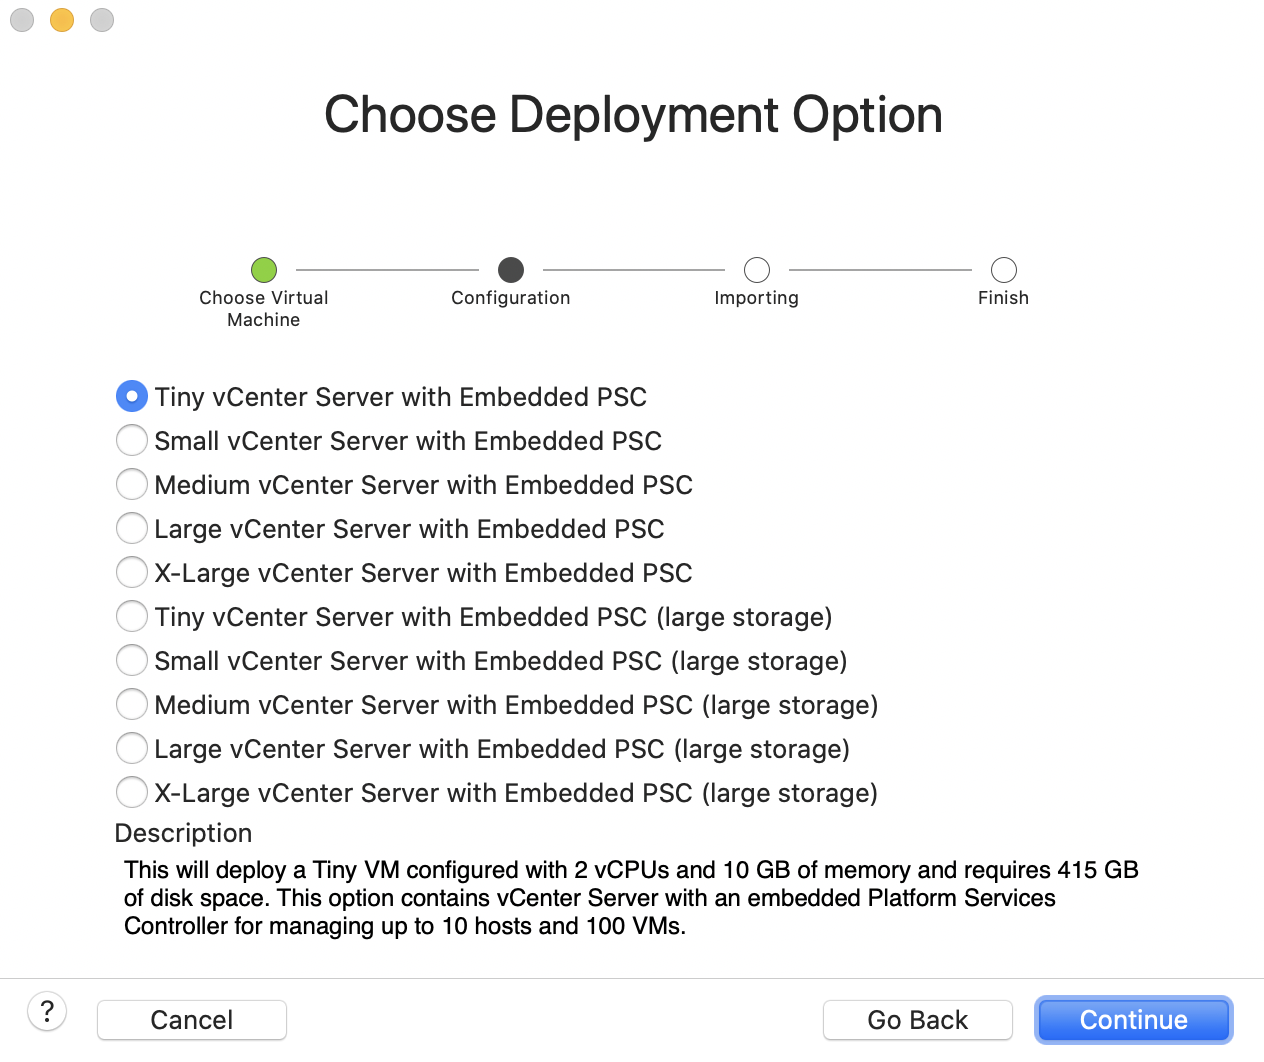 Choose Deployment Option
Choose Virtual
Machine
Configuration
Importing
Finish
Tiny vCenter Server with Embedded PSC
Small vCenter Server with Embedded PSC
Medium vCenter Server with Embedded PSC
Large vCenter Server with Embedded PSC
X-Large vCenter Server with Embedded PSC
Tiny vCenter Server with Embedded PSC (large storage)
Small vCenter Server with Embedded PSC (large storage)
Medium vCenter Server with Embedded PSC (large storage)
Large vCenter Server with Embedded PSC (large storage)
X-Large vCenter Server with Embedded PSC (large storage)
Description
This will deploy a Tiny VM configured with 2 vCPUs and 10 GB of memory and requires 415 GB
of disk space. This option contains vCenter Server with an embedded Platform Services
Controller for managing up to 10 hosts and 100 VMs.
?
Cancel
Go Back
Continue